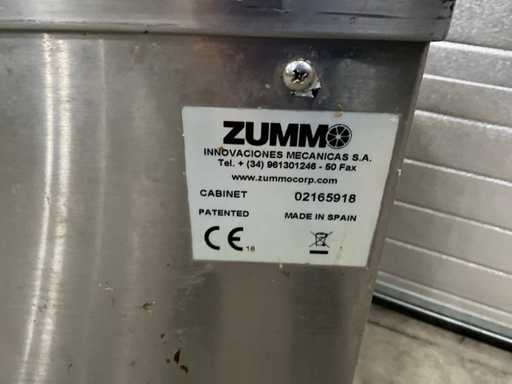 ZUMMO
INNOVACIONES MECANICAS S.A.
Tel. + (34) 961301246 - 50 Fax
www.zummocorp.com
CABINET 02165918
PATENTED MADE IN SPAIN
CE 18